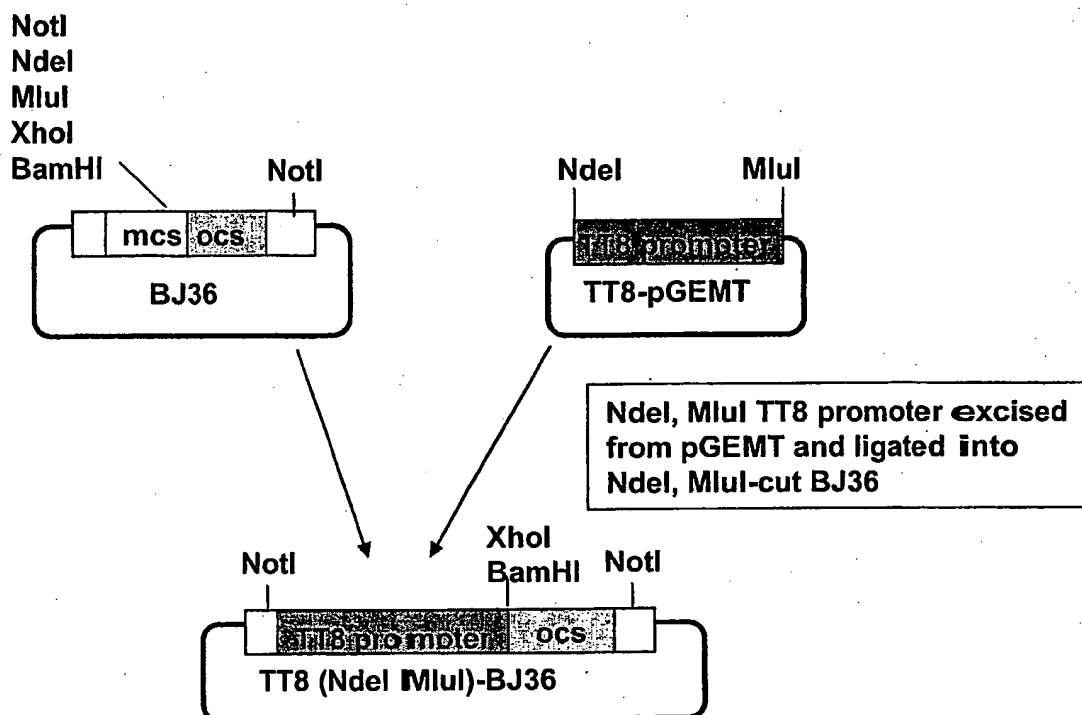 NotI
NdeI
MluI
XhoI
BamHI
NotI
mcs ocs
BJ36
NdeI MluI
TT8 promoter
TT8-pGEMT
NdeI, MluI TT8 promoter excised
from pGEMT and ligated into
NdeI, MluI-cut BJ36
NotI
XhoI
BamHI
NotI
TT8 promoter ocs
TT8 (NdeI MluI)-BJ36